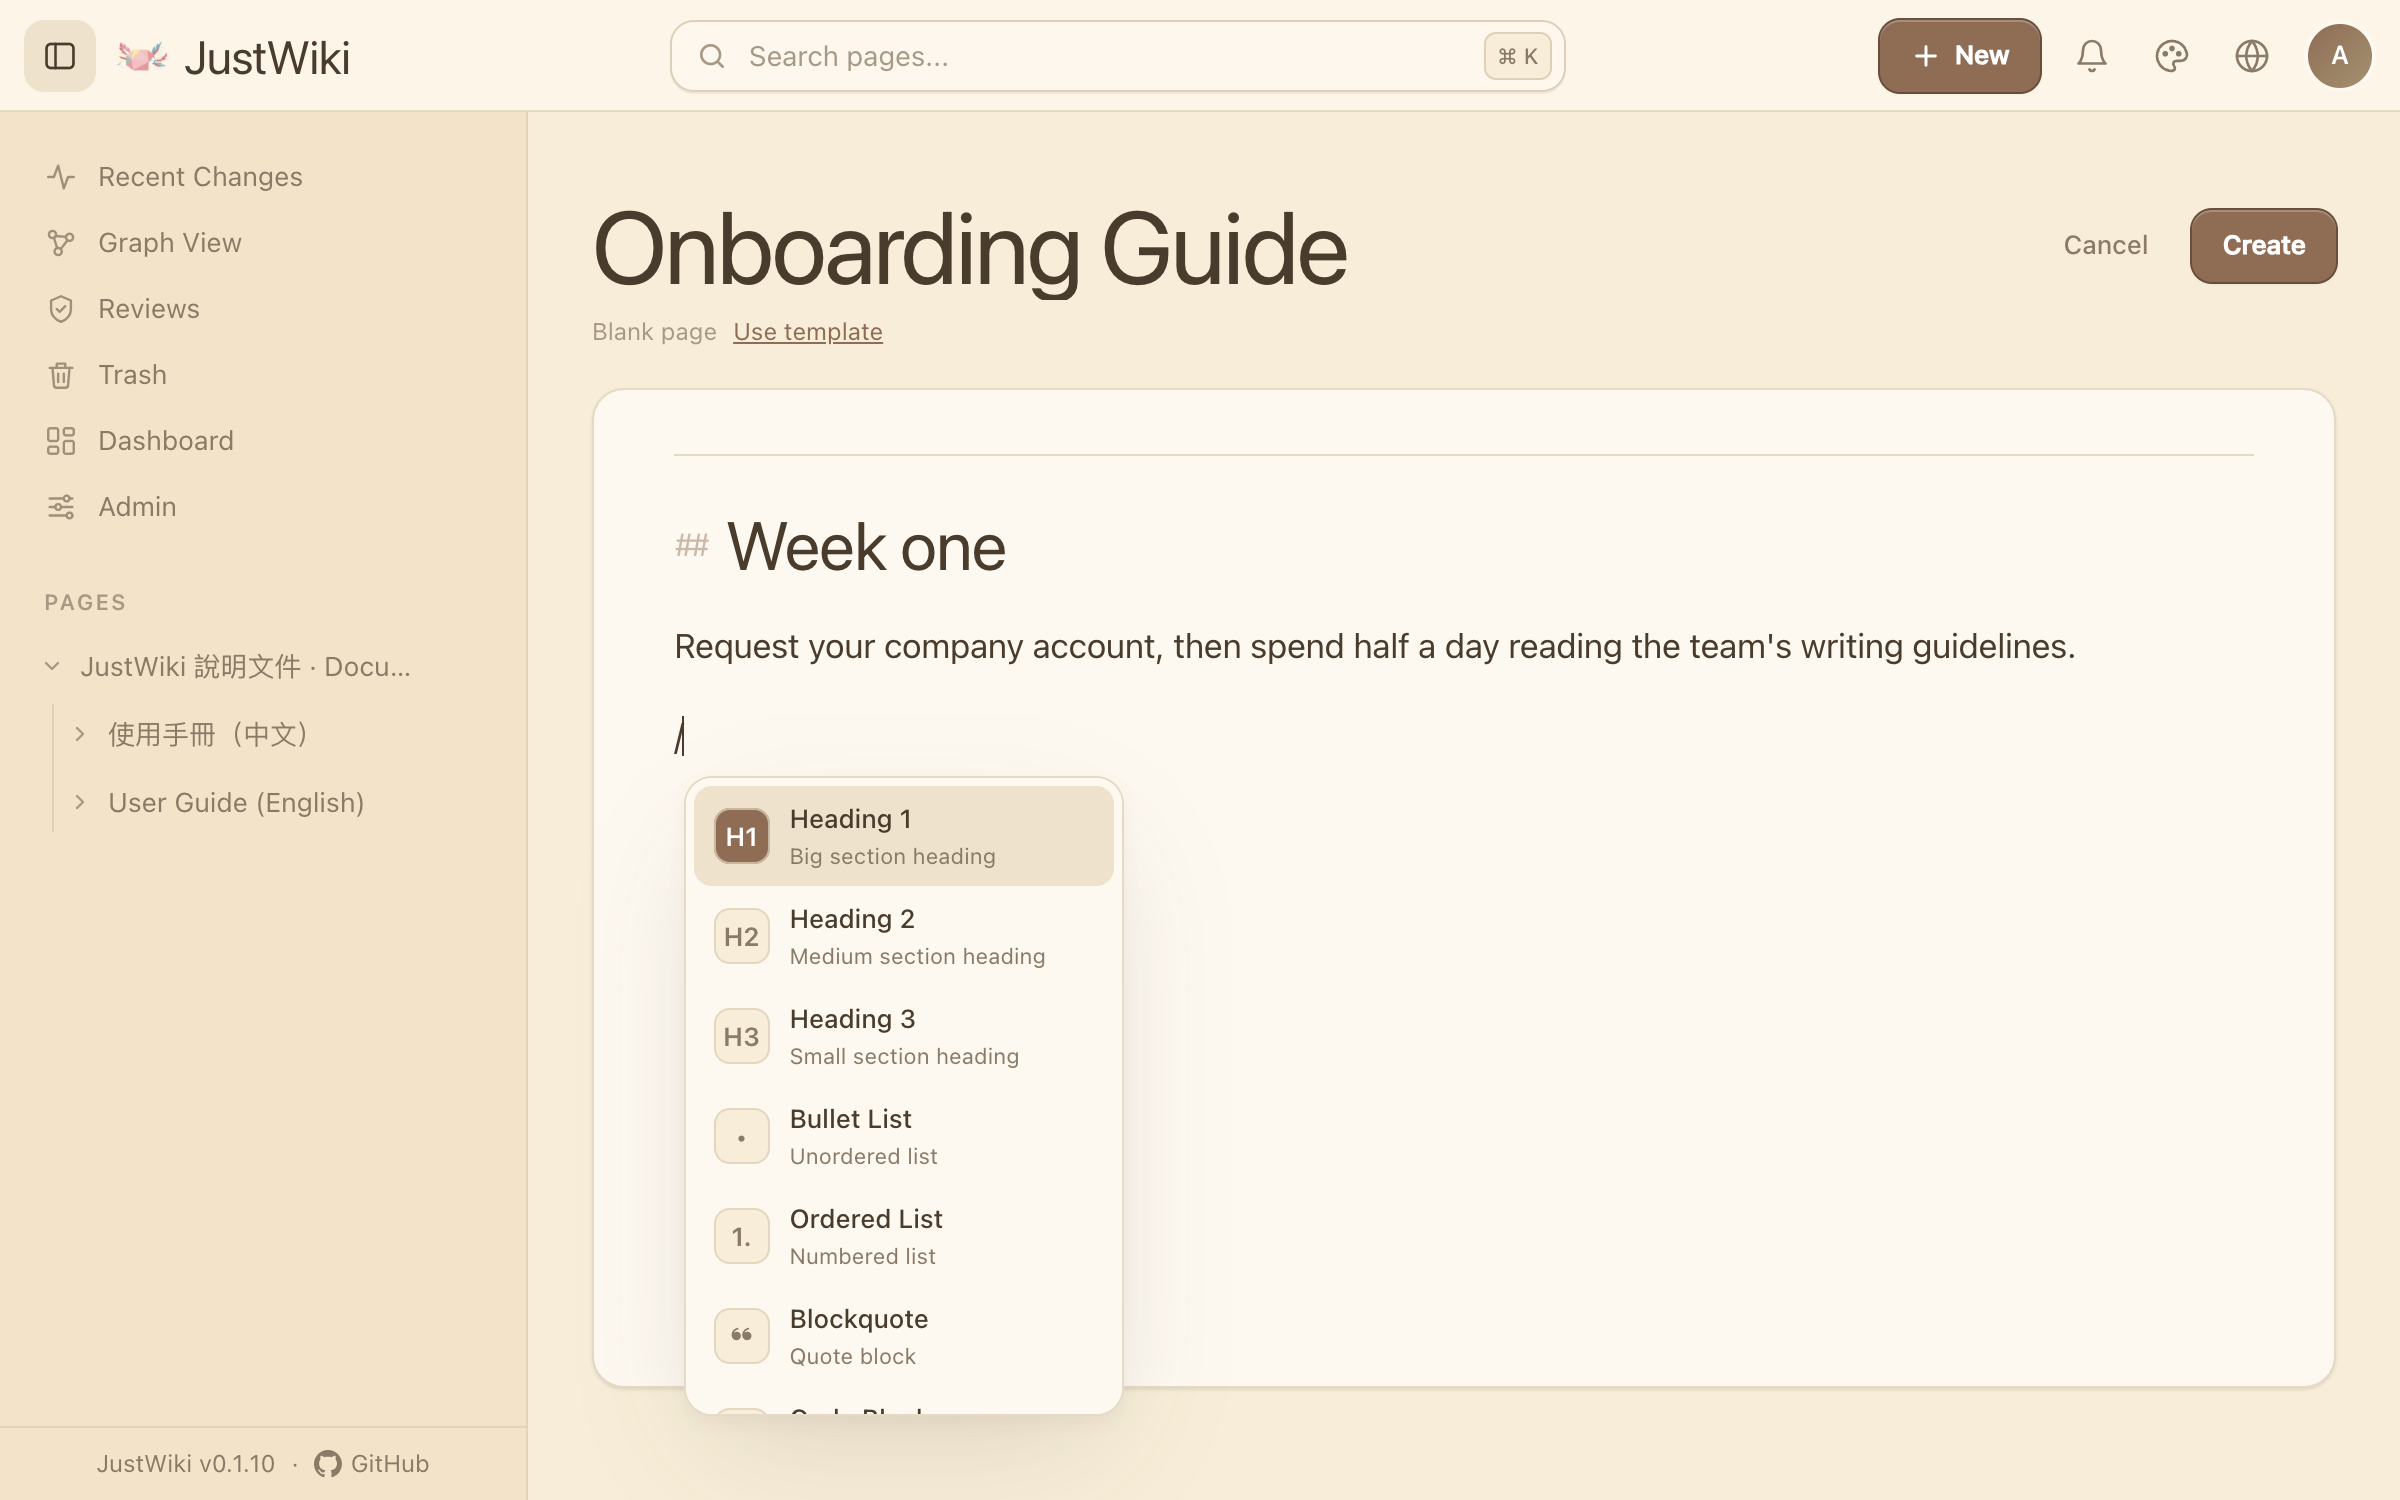 JustWiki
Search pages...
⌘ K
New
A
Recent Changes
Graph View
Reviews
Trash
Dashboard
Admin
PAGES
JustWiki 說明文件 · Docu...
使用手冊（中文）
User Guide (English)
JustWiki v0.1.10 · GitHub
Onboarding Guide
Cancel
Create
Blank page Use template
## Week one
Request your company account, then spend half a day reading the team's writing guidelines.
/
H1 Heading 1
Big section heading
H2 Heading 2
Medium section heading
H3 Heading 3
Small section heading
• Bullet List
Unordered list
1. Ordered List
Numbered list
“ Blockquote
Quote block